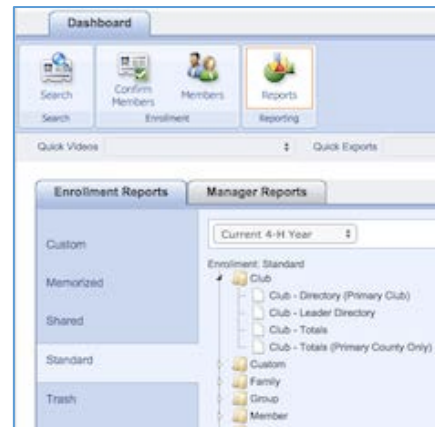 Dashboard
Search
Confirm Members
Members
Reports
Search
Enrollment
Reporting
Quick Videos
Quick Exports
Enrollment Reports
Manager Reports
Custom
Memorized
Shared
Standard
Trash
Current 4-H Year
Enrollment: Standard
Club
Club - Directory (Primary Club)
Club - Leader Directory
Club - Totals
Club - Totals (Primary County Only)
Custom
Family
Group
Member